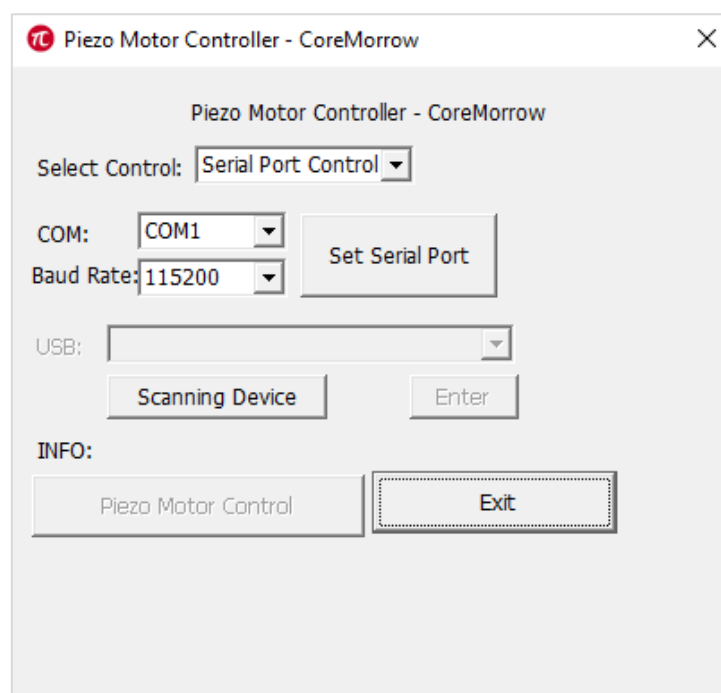 Piezo Motor Controller - CoreMorrow
Piezo Motor Controller - CoreMorrow
Select Control: Serial Port Control
COM: COM1
Set Serial Port
Baud Rate: 115200
USB:
Scanning Device Enter
INFO:
Piezo Motor Control Exit